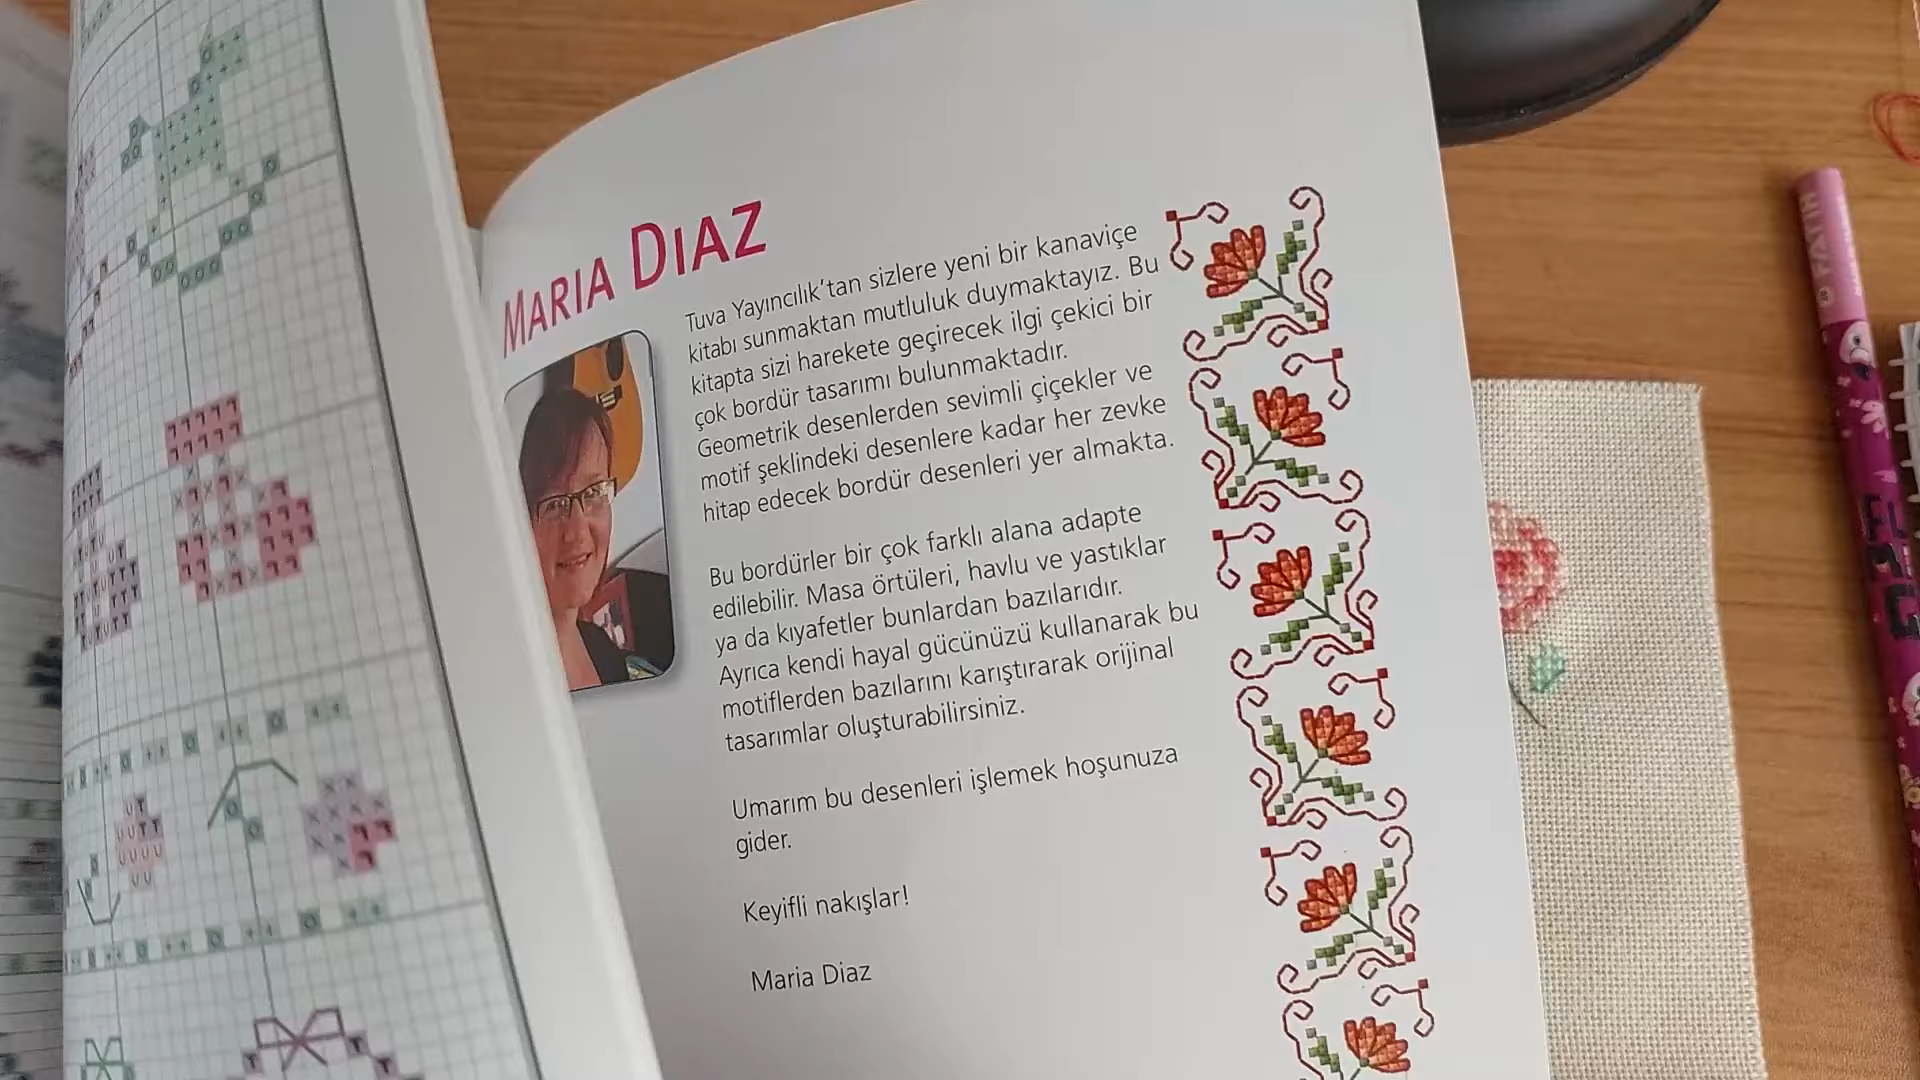 MARIA DIAZ
Tuva Yayıncılık'tan sizlere yeni bir kanaviçe
kitabı sunmaktan mutluluk duymaktayız. Bu
kitapta sizi harekete geçirecek ilgi çekici bir
çok bordür tasarımı bulunmaktadır.
Geometrik desenlerden sevimli çiçekler ve
motif şeklindeki desenlere kadar her zevke
hitap edecek bordür desenleri yer almakta.
Bu bordürler bir çok farklı alana adapte
edilebilir. Masa örtüleri, havlu ve yastıklar
ya da kıyafetler bunlardan bazılarıdır.
Ayrıca kendi hayal gücünüzü kullanarak bu
motiflerden bazılarını karıştırarak orijinal
tasarımlar oluşturabilirsiniz.
Umarım bu desenleri işlemek hoşunuza
gider.
Keyifli nakışlar!
Maria Diaz
FATİH